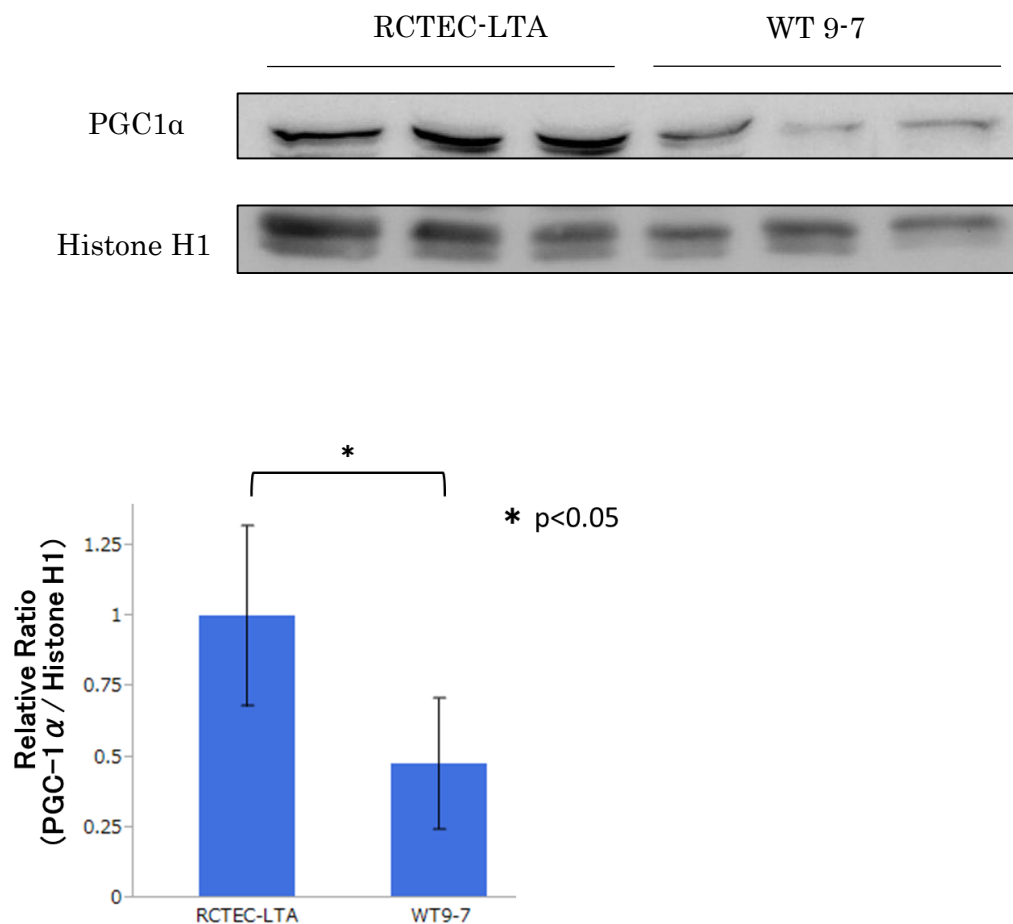 RCTEC-LTA WT 9-7
PGC1α
Histone H1
*
* p<0.05
Relative Ratio
(PGC-1α/Histone H1)
1.25
1
0.75
0.5
0.25
0
RCTEC-LTA WT9-7